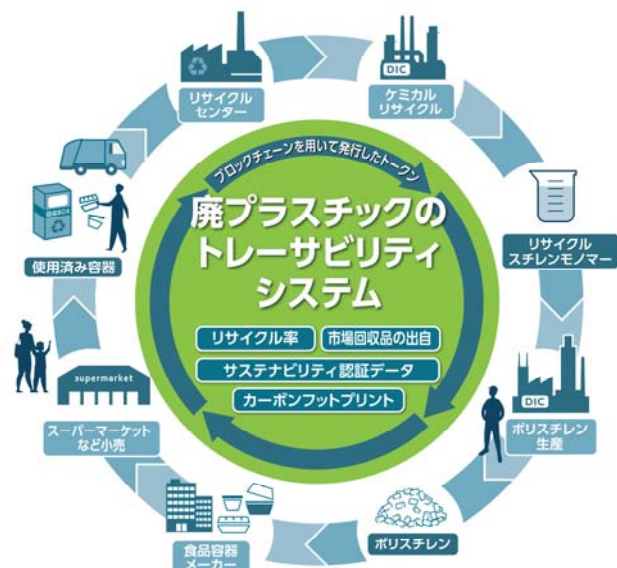 リサイクル
センター
DIC
ケミカル
リサイクル
ブロックチェーンを用いて発行したトークン
廃プラスチックの
トレーサビリティ
システム
リサイクル率
市場回収品の出自
サステナビリティ認証データ
カーボンフットプリント
リサイクル
スチレンモノマー
DIC
ポリスチレン
生産
ポリスチレン
食品容器
メーカー
supermarket
スーパーマーケット
など小売
使用済み容器